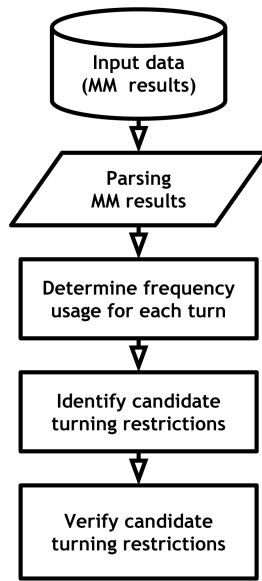 Input data
(MM results)
Parsing
MM results
Determine frequency
usage for each turn
Identify candidate
turning restrictions
Verify candidate
turning restrictions